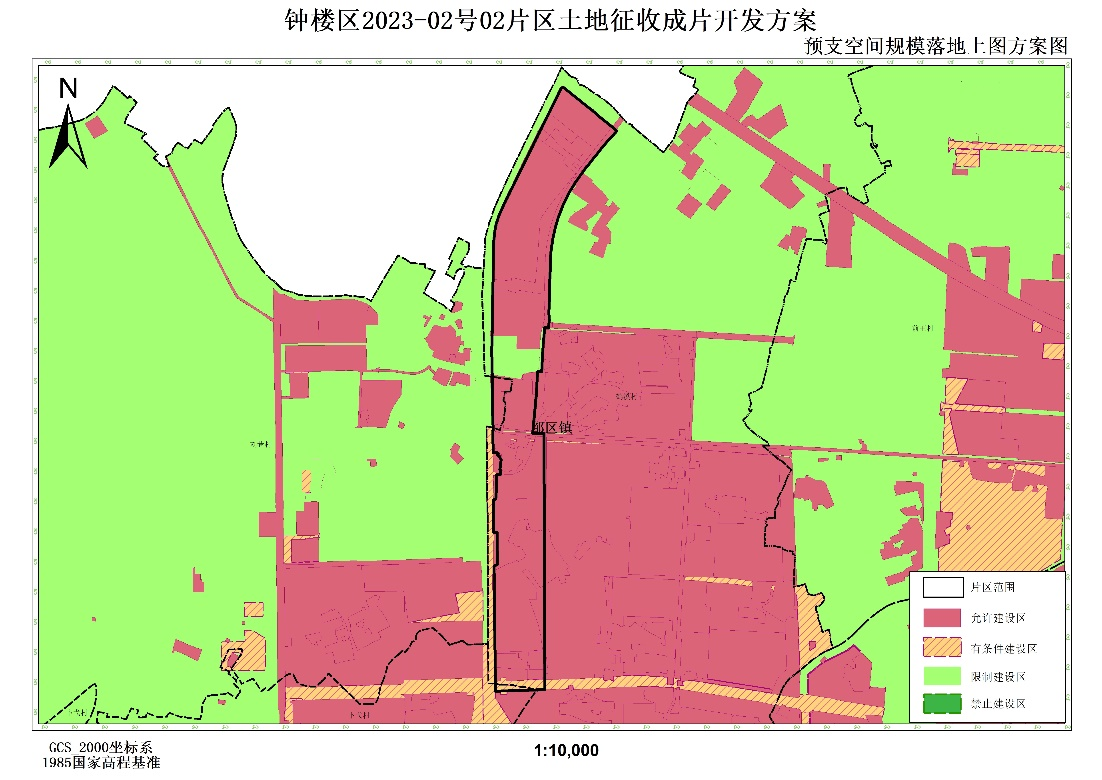 钟楼区2023-02号02片区土地征收成片开发方案
预支空间规模落地上图方案图
N
邹区镇
片区范围
允许建设区
有条件建设区
限制建设区
禁止建设区
GCS_2000坐标系
1985国家高程基准
1:10,000